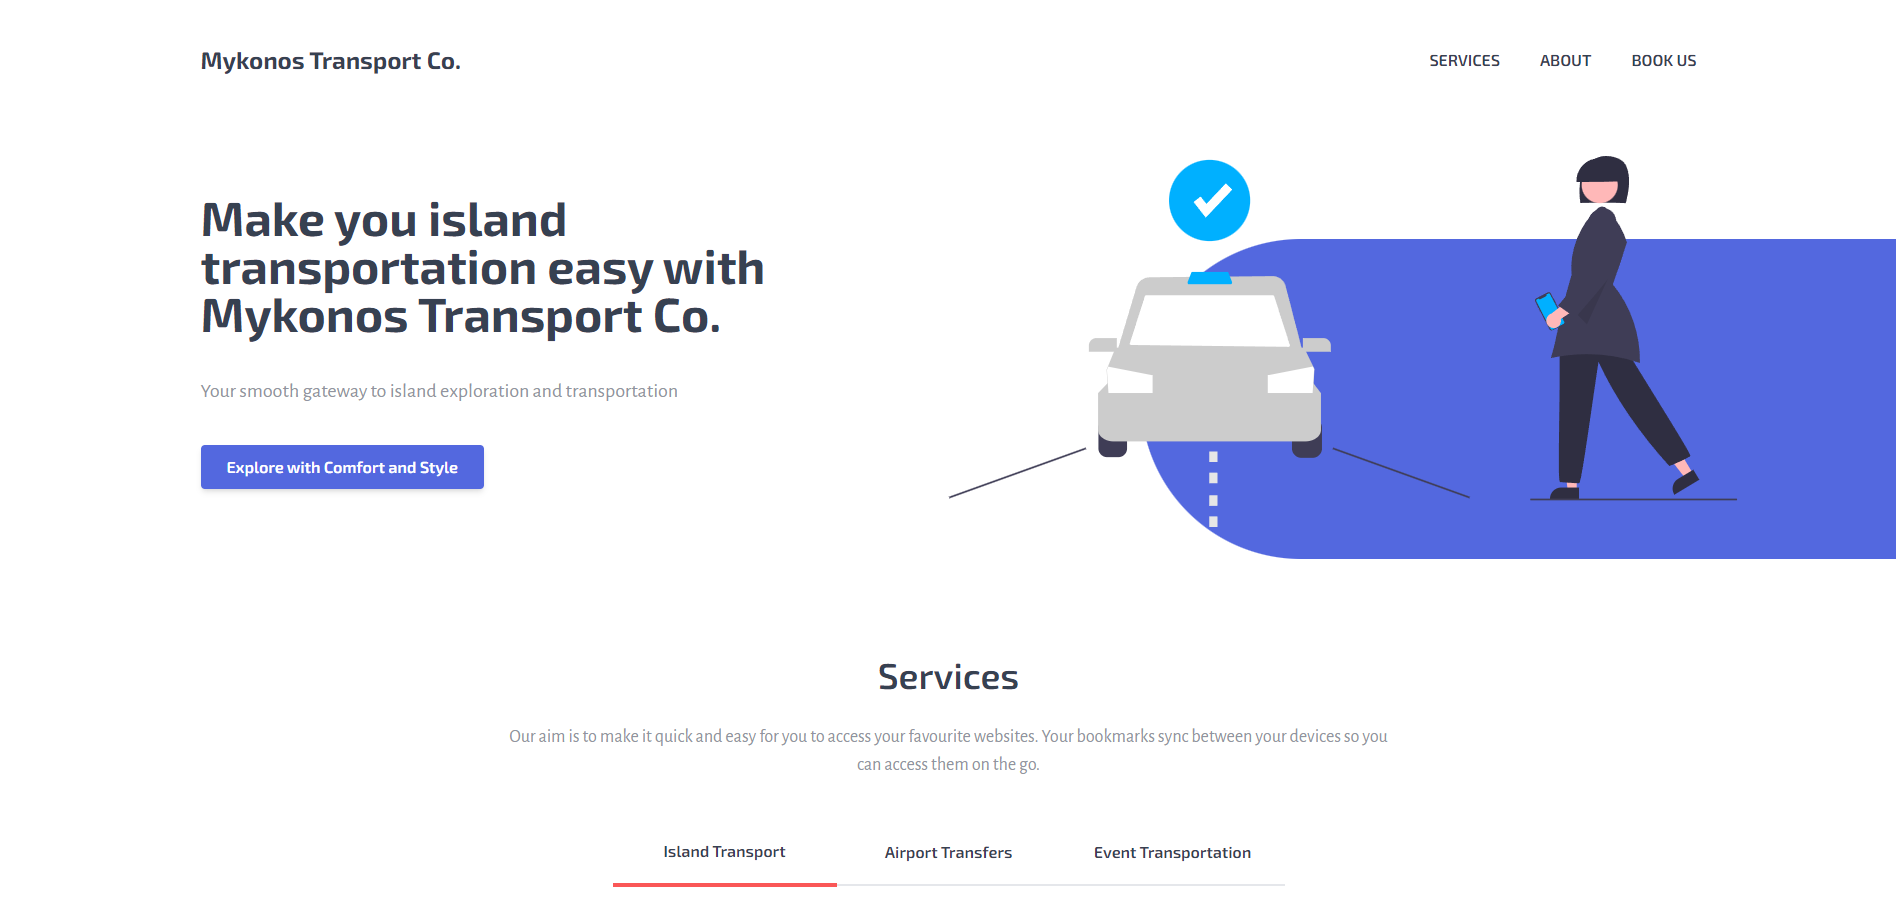 Mykonos Transport Co.
SERVICES ABOUT BOOK US
Make you island
transportation easy with
Mykonos Transport Co.
Your smooth gateway to island exploration and transportation
Explore with Comfort and Style
Services
Our aim is to make it quick and easy for you to access your favourite websites. Your bookmarks sync between your devices so you
can access them on the go.
Island Transport Airport Transfers Event Transportation